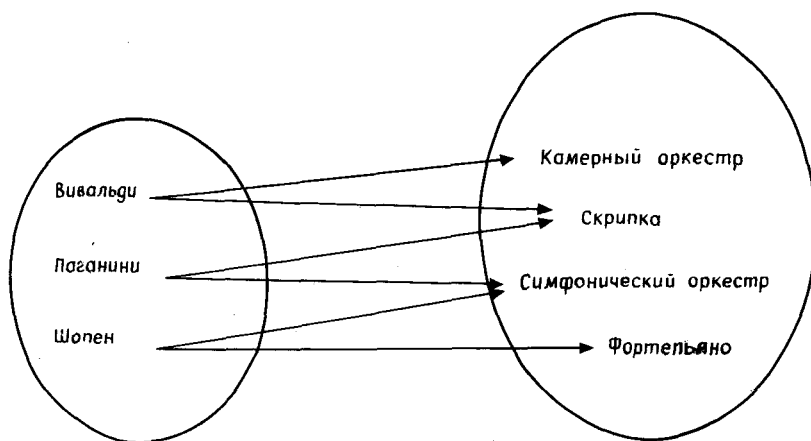 Вивальди
Паганини
Шопен
Камерный оркестр
Скрипка
Симфонический оркестр
Фортепьяно